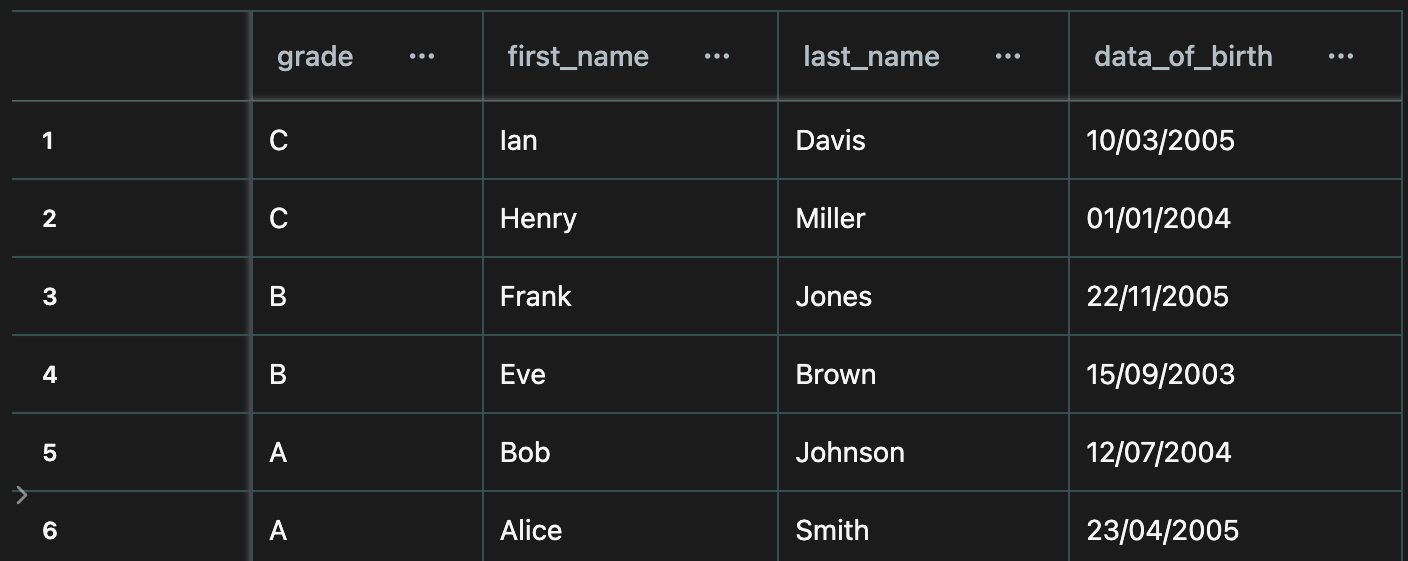 grade ... first_name ... last_name ... data_of_birth ...
1 C Ian Davis 10/03/2005
2 C Henry Miller 01/01/2004
3 B Frank Jones 22/11/2005
4 B Eve Brown 15/09/2003
5 A Bob Johnson 12/07/2004
6 A Alice Smith 23/04/2005